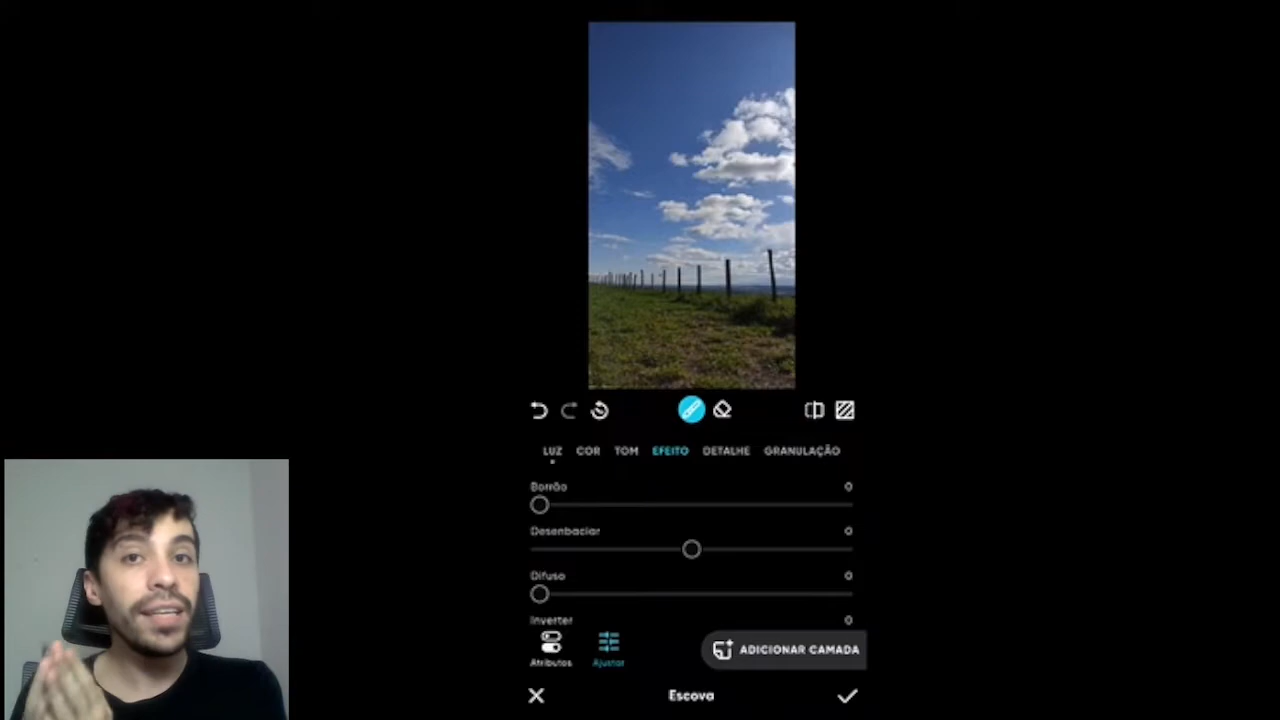 LUZ COR TOM EFEITO DETALHE GRANULAÇÃO
Borrão 0
Desenbaciar 0
Difuso 0
Inverter 0
Atributos Ajustar ADICIONAR CAMADA
Escova